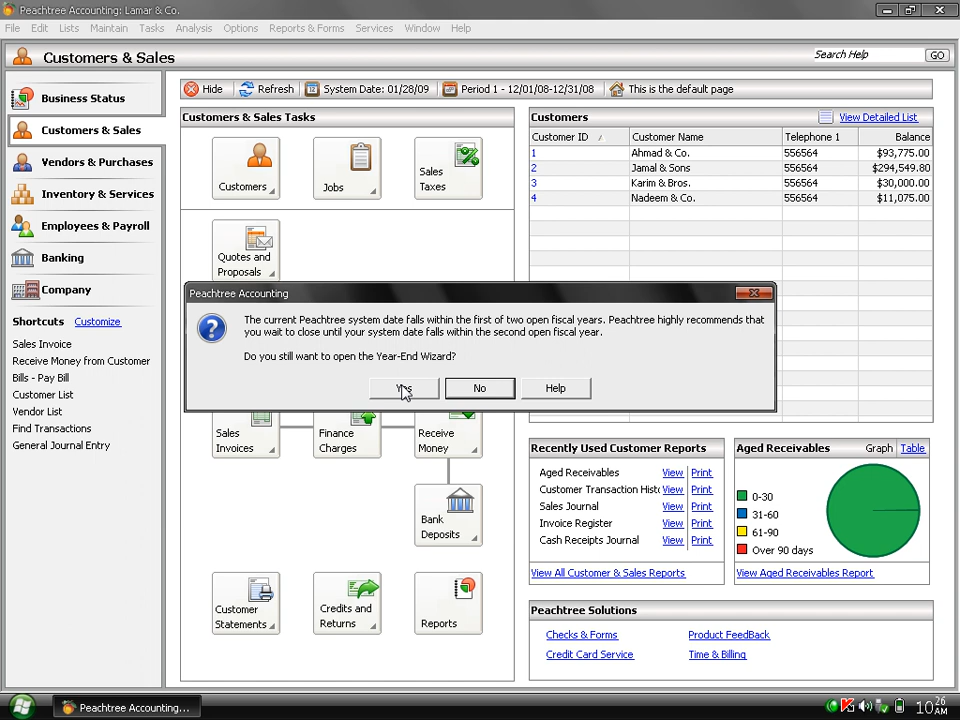 Peachtree Accounting: Lamar & Co.
File Edit Lists Maintain Tasks Analysis Options Reports & Forms Services Window Help
Customers & Sales
Search Help GO
Business Status
Customers & Sales
Vendors & Purchases
Inventory & Services
Employees & Payroll
Banking
Company
Shortcuts Customize
Sales Invoice
Receive Money from Customer
Bills - Pay Bill
Customer List
Vendor List
Find Transactions
General Journal Entry
Hide Refresh System Date: 01/28/09 Period 1 - 12/01/08-12/31/08 This is the default page
Customers & Sales Tasks
Customers
Jobs
Sales
Taxes
Quotes and
Proposals
Sales
Invoices
Finance
Charges
Receive
Money
Bank
Deposits
Customer
Statements
Credits and
Returns
Reports
Customers View Detailed List
Customer ID Customer Name Telephone 1 Balance
1 Ahmad & Co. 556564 $93,775.00
2 Jamal & Sons 556564 $294,549.80
3 Karim & Bros. 556564 $30,000.00
4 Nadeem & Co. 556564 $11,075.00
Peachtree Accounting
The current Peachtree system date falls within the first of two open fiscal years. Peachtree highly recommends that
you wait to close until your system date falls within the second open fiscal year.
Do you still want to open the Year-End Wizard?
Yes No Help
Recently Used Customer Reports
Aged Receivables View Print
Customer Transaction Histo View Print
Sales Journal View Print
Invoice Register View Print
Cash Receipts Journal View Print
View All Customer & Sales Reports
Aged Receivables Graph Table
0-30
31-60
61-90
Over 90 days
View Aged Receivables Report
Peachtree Solutions
Checks & Forms Product FeedBack
Credit Card Service Time & Billing
Peachtree Accounting...
10:26 AM